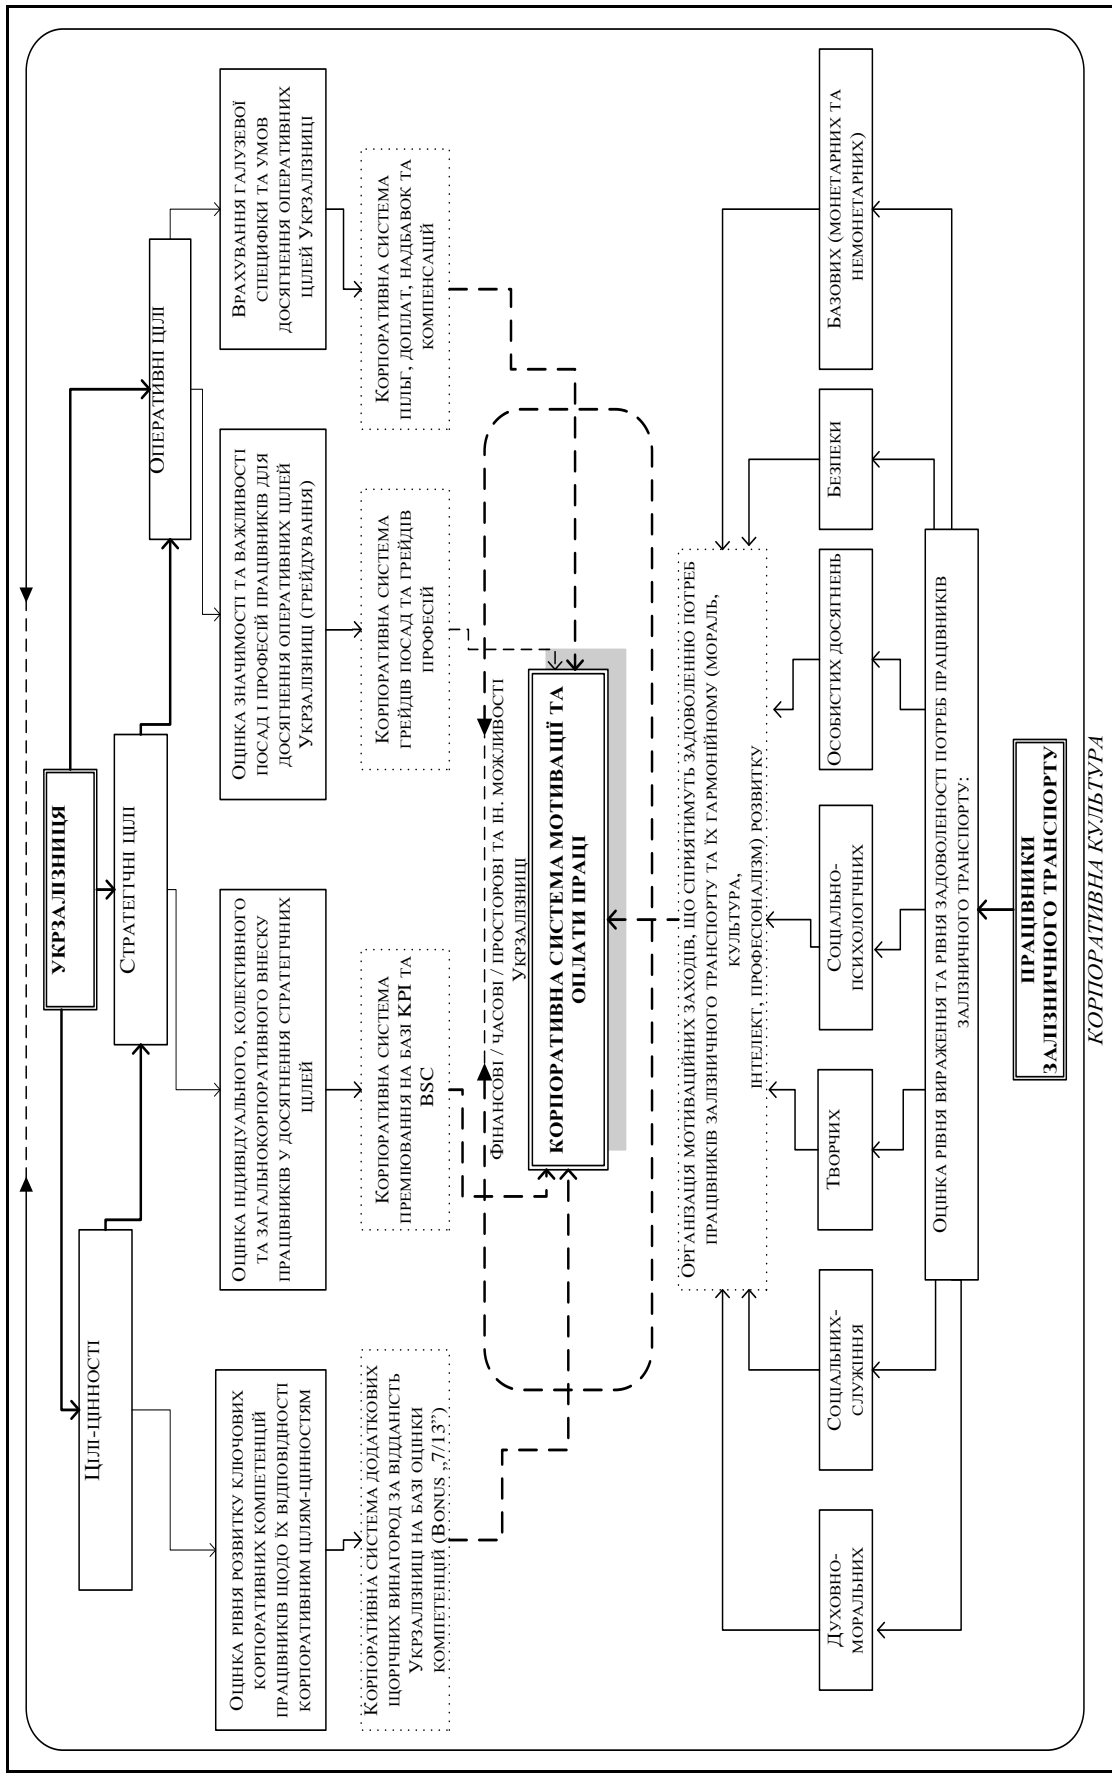 УКРЗАЛІЗНИЦЯ
ЦІЛІ-ЦІННОСТІ
СТРАТЕГІЧНІ ЦІЛІ
ОПЕРАТИВНІ ЦІЛІ
ОЦІНКА РІВНЯ РОЗВИТКУ КЛЮЧОВИХ
КОРПОРАТИВНИХ КОМПЕТЕНЦІЙ
ПРАЦІВНИКІВ ЩОДО ЇХ ВІДПОВІДНОСТІ
КОРПОРАТИВНИМ ЦІЛЯМ-ЦІННОСТЯМ
ОЦІНКА ІНДИВІДУАЛЬНОГО, КОЛЕКТИВНОГО
ТА ЗАГАЛЬНОКОРПОРАТИВНОГО ВНЕСКУ
ПРАЦІВНИКІВ У ДОСЯГНЕННЯ СТРАТЕГІЧНИХ
ЦІЛЕЙ
ОЦІНКА ЗНАЧИМОСТІ ТА ВАЖЛИВОСТІ
ПОСАД І ПРОФЕСІЙ ПРАЦІВНИКІВ ДЛЯ
ДОСЯГНЕННЯ ОПЕРАТИВНИХ ЦІЛЕЙ
УКРЗАЛІЗНИЦІ (ГРЕЙДУВАННЯ)
ВРАХУВАННЯ ГАЛУЗЕВОЇ
СПЕЦИФІКИ ТА УМОВ
ДОСЯГНЕННЯ ОПЕРАТИВНИХ
ЦІЛЕЙ УКРЗАЛІЗНИЦІ
КОРПОРАТИВНА СИСТЕМА ДОДАТКОВИХ
ЩОРІЧНИХ ВИНАГОРОД ЗА ВІДДАНІСТЬ
УКРЗАЛІЗНИЦІ НА БАЗІ ОЦІНКИ
КОМПЕТЕНЦІЙ (BONUS „7/13”)
КОРПОРАТИВНА СИСТЕМА
ПРЕМІЮВАННЯ НА БАЗІ KPI ТА
BSC
КОРПОРАТИВНА СИСТЕМА
ГРЕЙДІВ ПОСАД ТА ГРЕЙДІВ
ПРОФЕСІЙ
КОРПОРАТИВНА СИСТЕМА
ПІЛЬГ, ДОПЛАТ, НАДБАВОК ТА
КОМПЕНСАЦІЙ
ФІНАНСОВІ / ЧАСОВІ / ПРОСТОРОВІ ТА ІН. МОЖЛИВОСТІ
УКРЗАЛІЗНИЦІ
КОРПОРАТИВНА СИСТЕМА МОТИВАЦІЇ ТА
ОПЛАТИ ПРАЦІ
ОРГАНІЗАЦІЯ МОТИВАЦІЙНИХ ЗАХОДІВ, ЩО СПРИЯТИМУТЬ ЗАДОВОЛЕННЮ ПОТРЕБ
ПРАЦІВНИКІВ ЗАЛІЗНИЧНОГО ТРАНСПОРТУ ТА ЇХ ГАРМОНІЙНОМУ (МОРАЛЬ,
КУЛЬТУРА,
ІНТЕЛЕКТ, ПРОФЕСІОНАЛІЗМ) РОЗВИТКУ
ДУХОВНО-
МОРАЛЬНИХ
СОЦІАЛЬНИХ-
СЛУЖІННЯ
ТВОРЧИХ
СОЦІАЛЬНО-
ПСИХОЛОГІЧНИХ
ОСОБИСТИХ ДОСЯГНЕНЬ
БЕЗПЕКИ
БАЗОВИХ (МОНЕТАРНИХ ТА
НЕМОНЕТАРНИХ)
ОЦІНКА РІВНЯ ВИРАЖЕННЯ ТА РІВНЯ ЗАДОВОЛЕНОСТІ ПОТРЕБ ПРАЦІВНИКІВ
ЗАЛІЗНИЧНОГО ТРАНСПОРТУ:
ПРАЦІВНИКИ
ЗАЛІЗНИЧНОГО ТРАНСПОРТУ
КОРПОРАТИВНА КУЛЬТУРА